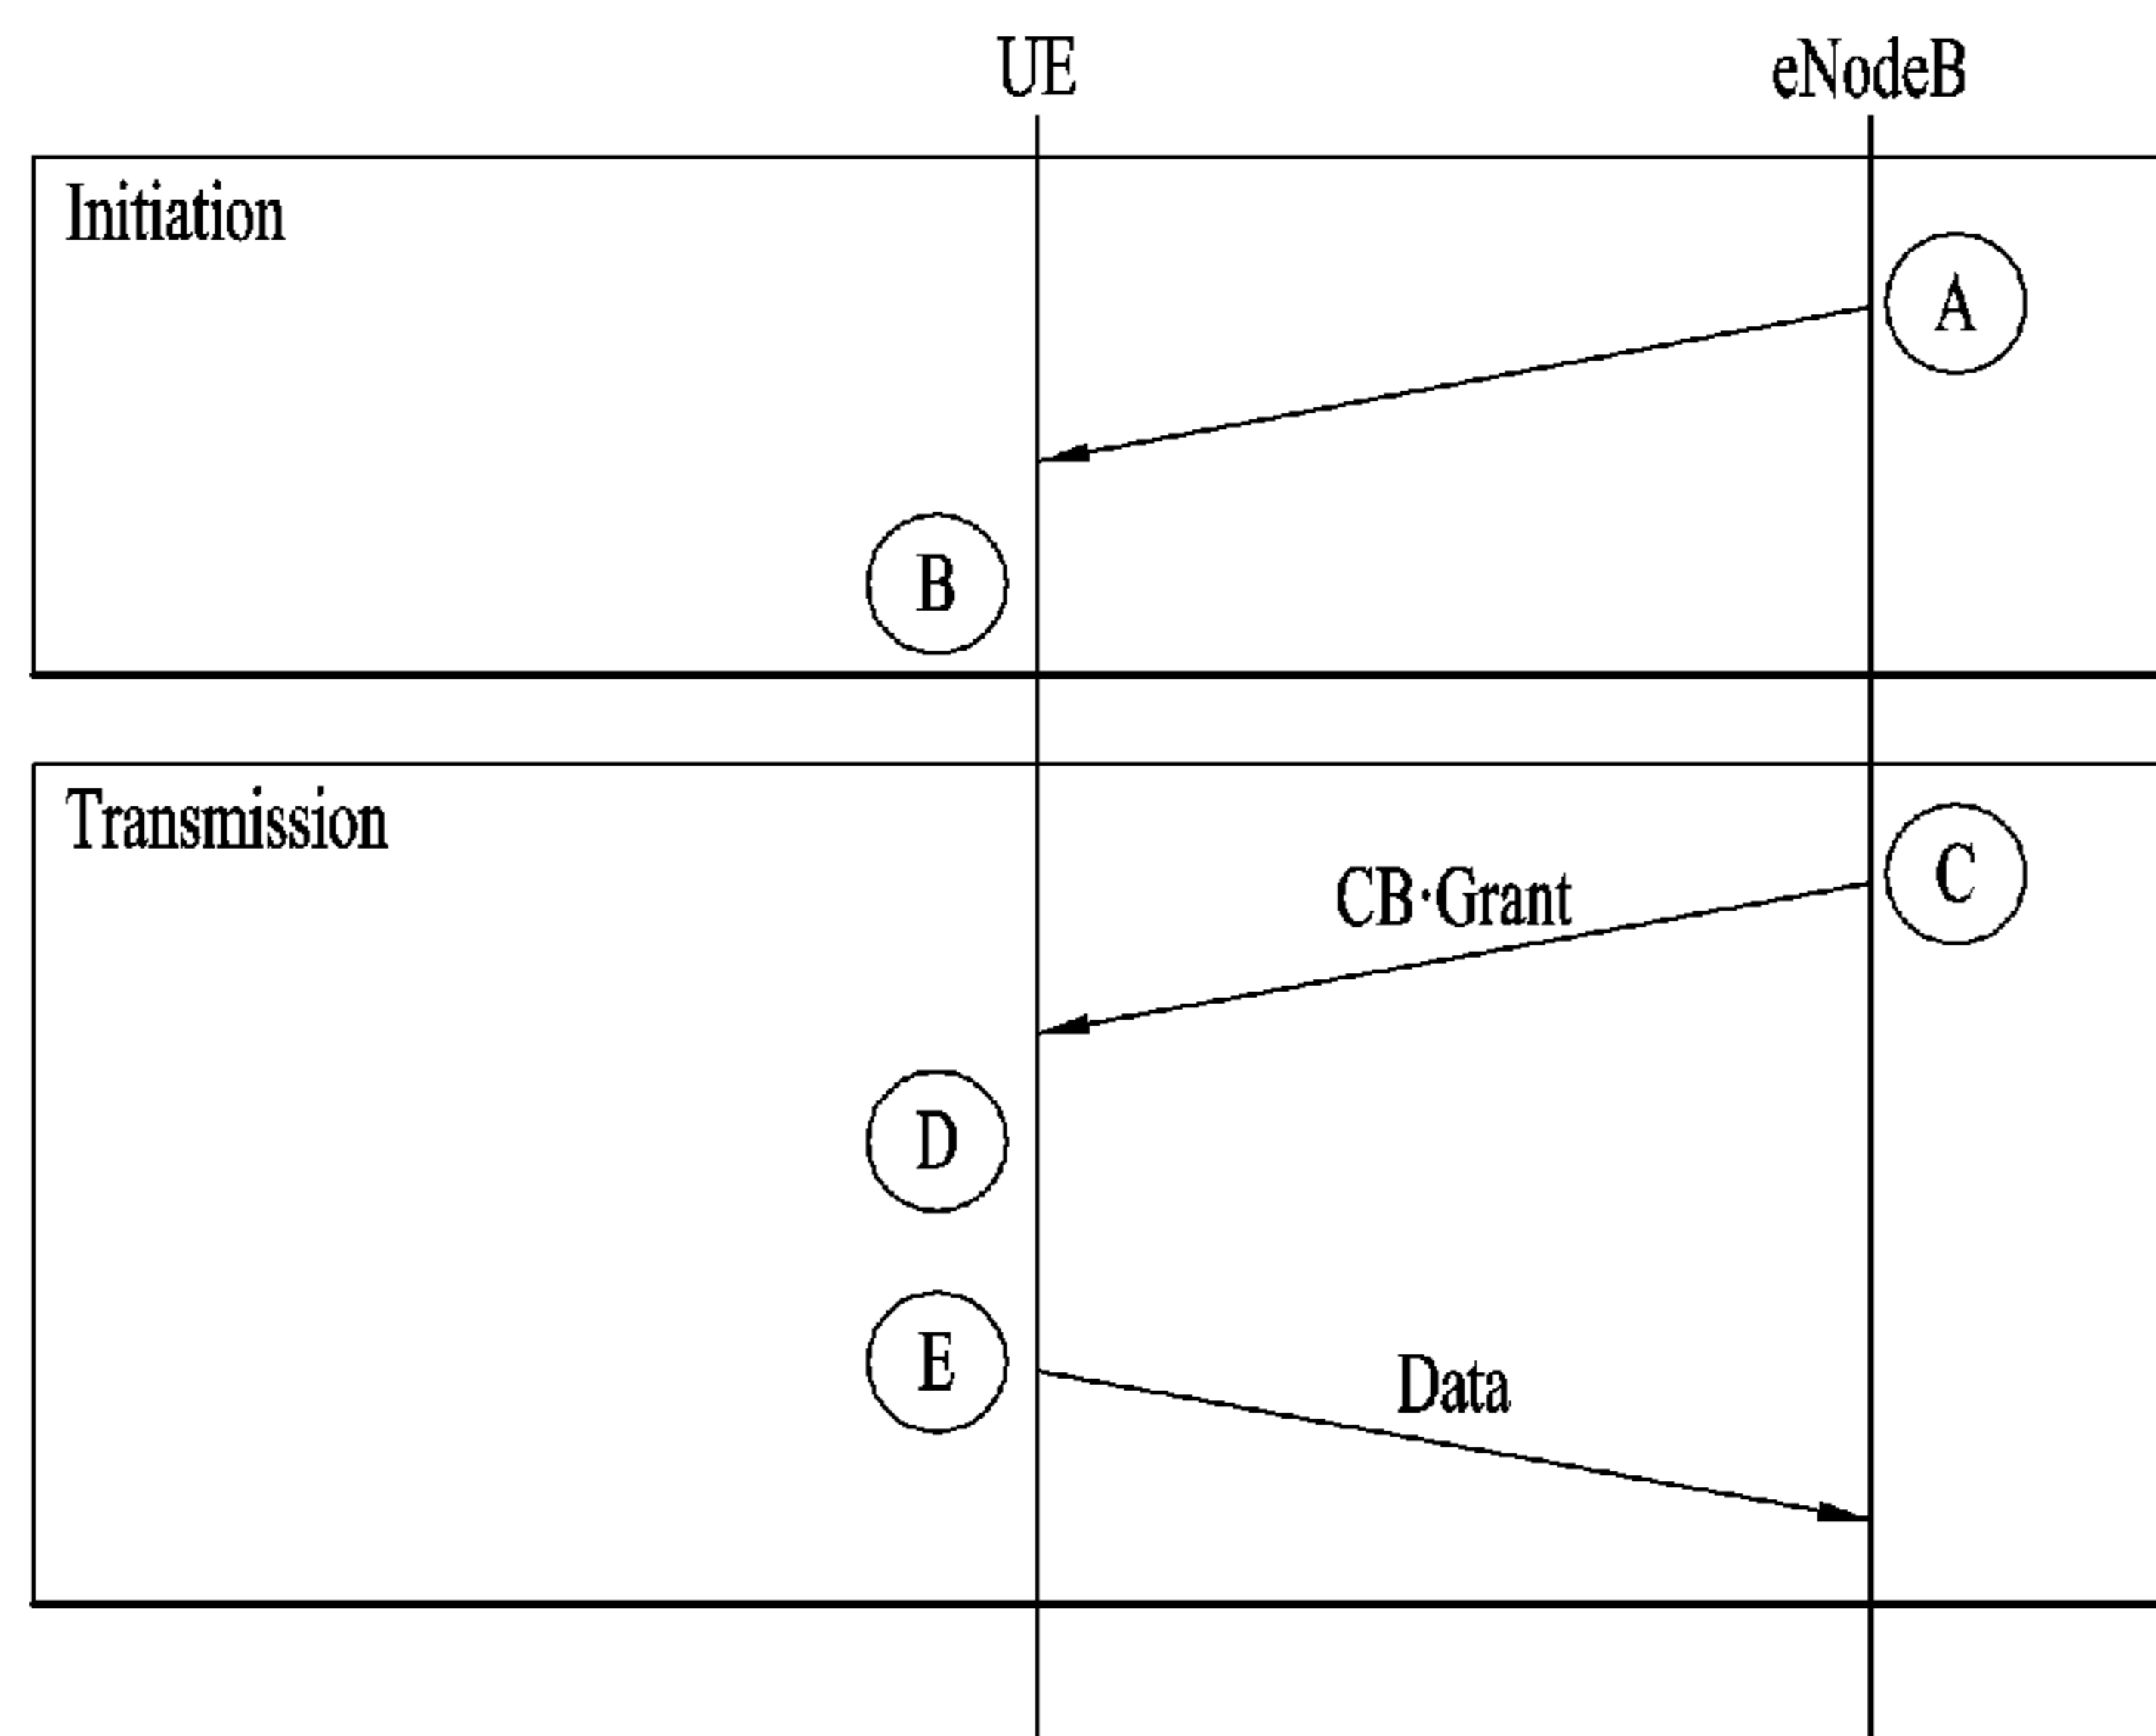 UE
eNodeB
Initiation
A
B
Transmission
CB·Grant
C
D
E
Data